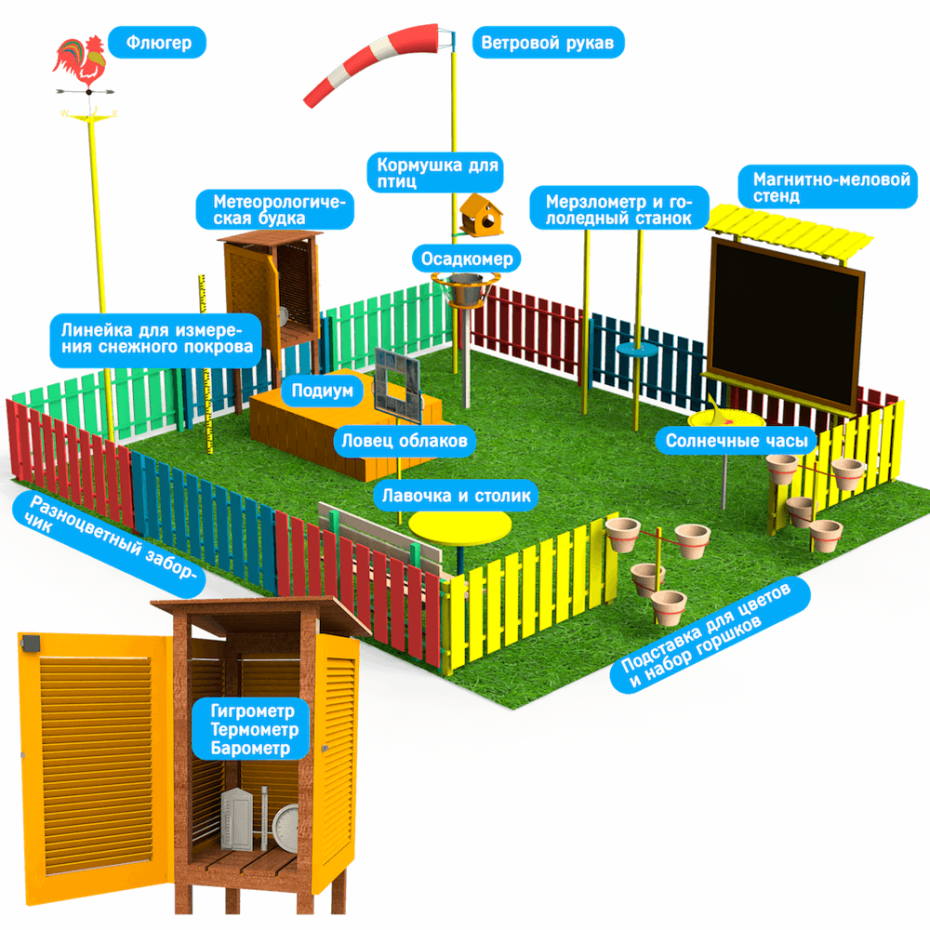 Флюгер
Ветровой рукав
Кормушка для
птиц
Метеорологиче-
ская будка
Мерзлометр и го-
лоледный станок
Магнитно-меловой
стенд
Осадкомер
Линейка для измере-
ния снежного покрова
Подиум
Ловец облаков
Солнечные часы
Лавочка и столик
Разноцветный забор-
чик
Подставка для цветов
и набор горшков
Гигрометр
Термометр
Барометр